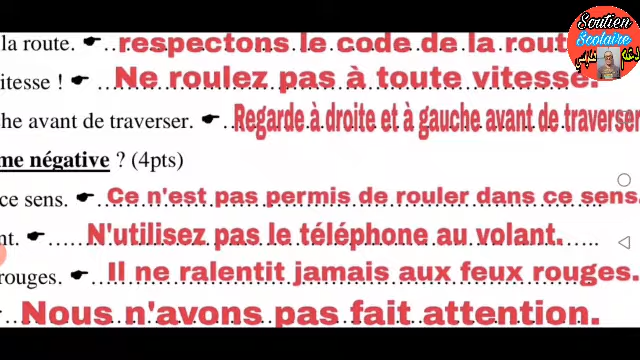 Soutien
Scolaire
la route. ☛ respectons le code de la rout
itesse ! ☛ Ne roulez pas à toute vitesse.
he avant de traverser. ☛ Regarde à droite et à gauche avant de traverser
me négative ? (4pts)
ce sens. ☛ Ce n'est pas permis de rouler dans ce sens.
nt. ☛ N'utilisez pas le téléphone au volant.
rouges. ☛ Il ne ralentit jamais aux feux rouges.
Nous n'avons pas fait attention.